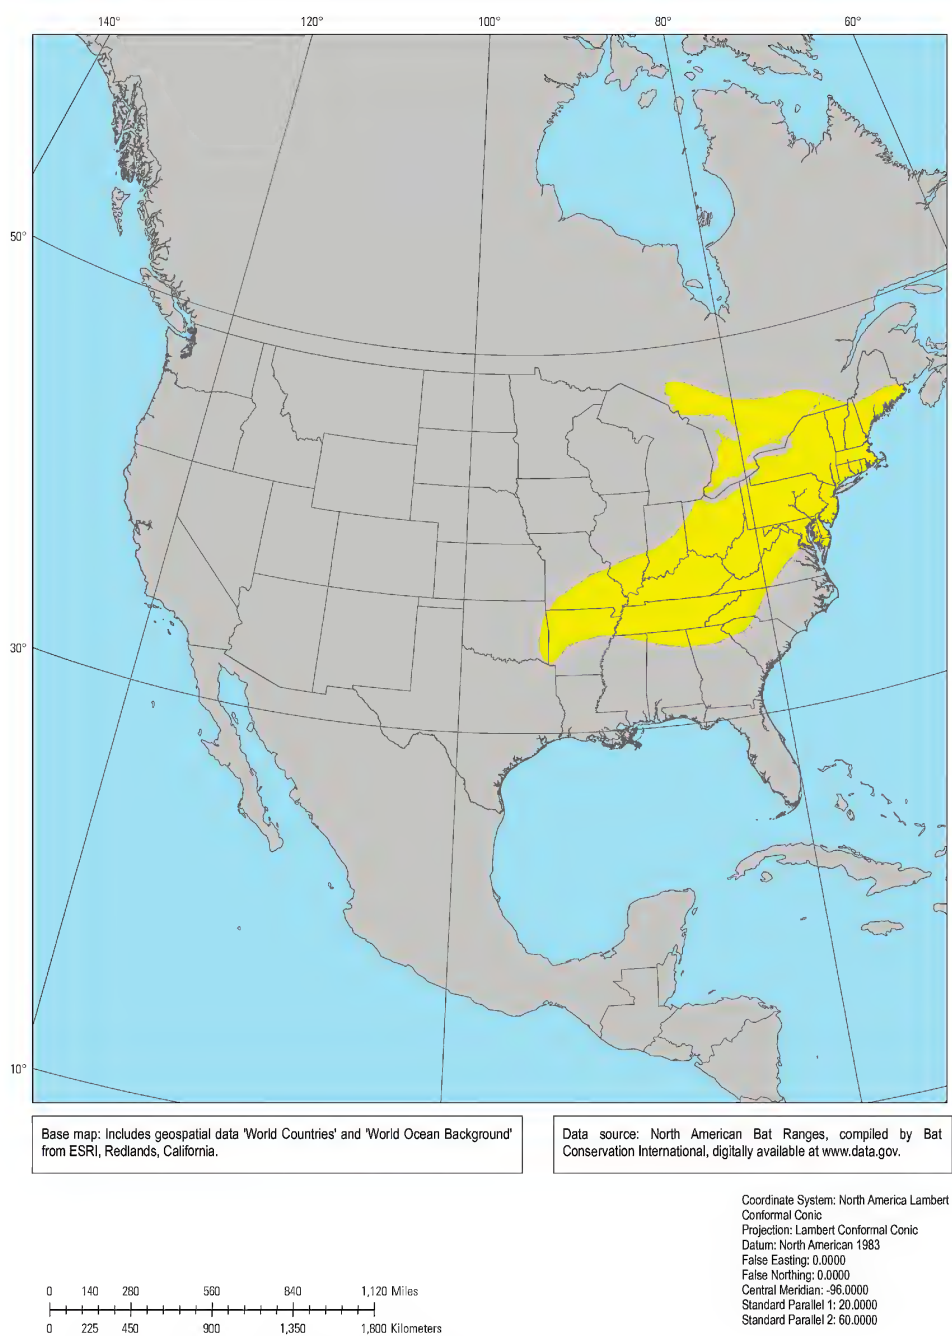 140°
120°
100°
80°
60°
50°
30°
10°
Base map: Includes geospatial data 'World Countries' and 'World Ocean Background'
from ESRI, Redlands, California.
Data source: North American Bat Ranges, compiled by Bat
Conservation International, digitally available at www.data.gov.
Coordinate System: North America Lambert
Conformal Conic
Projection: Lambert Conformal Conic
Datum: North American 1983
False Easting: 0.0000
False Northing: 0.0000
Central Meridian: -96.0000
Standard Parallel 1: 20.0000
Standard Parallel 2: 60.0000
0 140 280 560 840 1,120 Miles
0 225 450 900 1,350 1,800 Kilometers